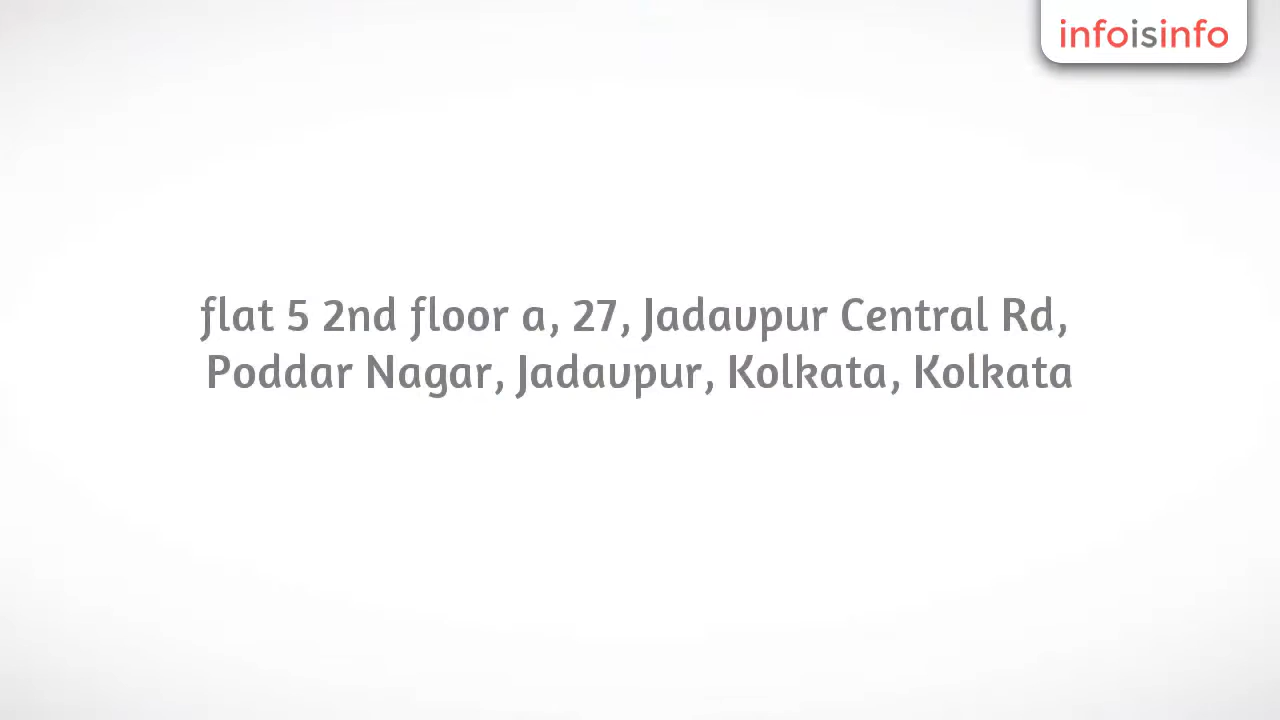 infoisinfo
flat 5 2nd floor a, 27, Jadavpur Central Rd,
Poddar Nagar, Jadavpur, Kolkata, Kolkata